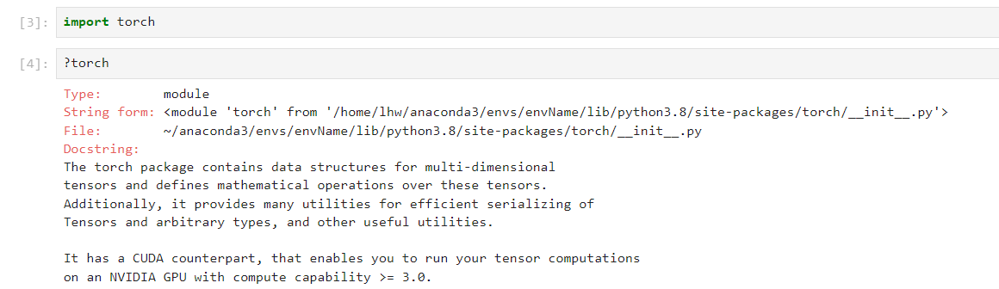 [3]: import torch
[4]: ?torch
Type: module
String form: <module 'torch' from '/home/lhw/anaconda3/envs/envName/lib/python3.8/site-packages/torch/__init__.py'>
File: ~/anaconda3/envs/envName/lib/python3.8/site-packages/torch/__init__.py
Docstring:
The torch package contains data structures for multi-dimensional
tensors and defines mathematical operations over these tensors.
Additionally, it provides many utilities for efficient serializing of
Tensors and arbitrary types, and other useful utilities.
It has a CUDA counterpart, that enables you to run your tensor computations
on an NVIDIA GPU with compute capability >= 3.0.